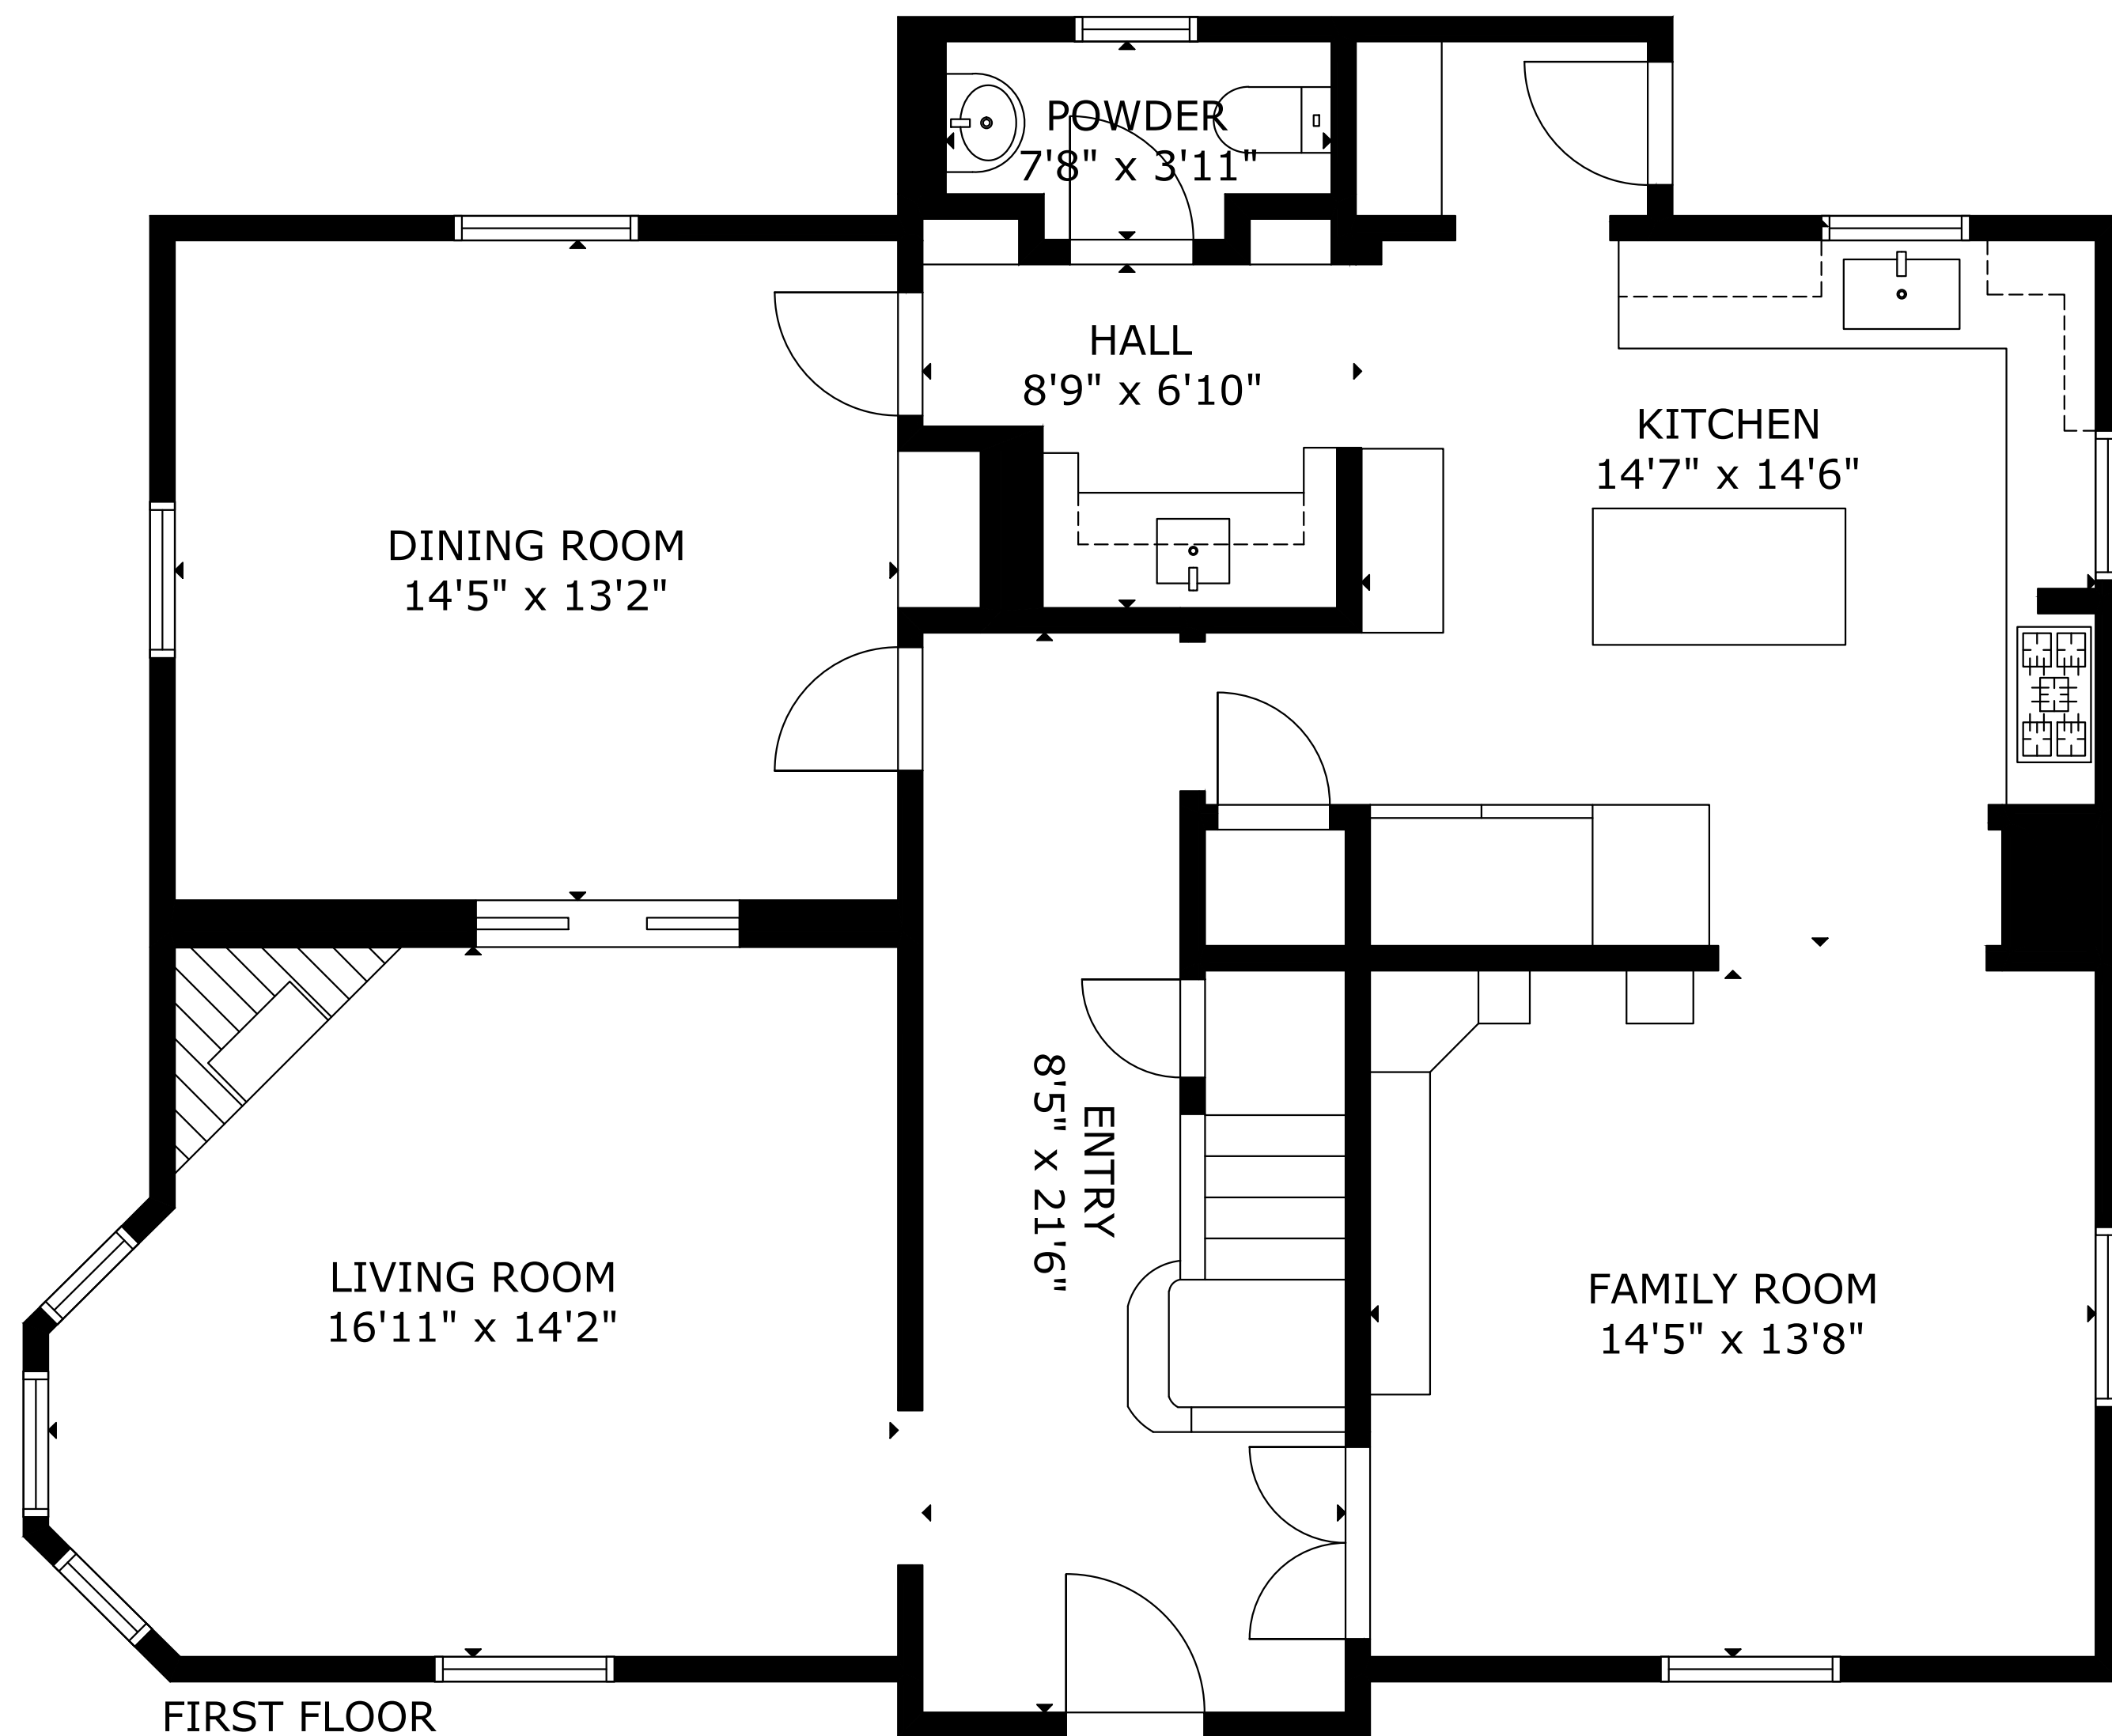 POWDER
7'8" x 3'11"
HALL
8'9" x 6'10"
KITCHEN
14'7" x 14'6"
DINING ROOM
14'5" x 13'2"
ENTRY
8'5" x 21'6"
LIVING ROOM
16'11" x 14'2"
FAMILY ROOM
14'5" x 13'8"
FIRST FLOOR